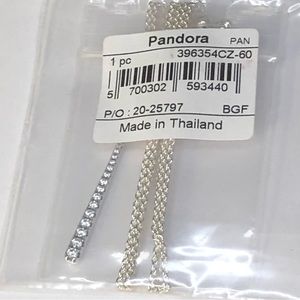 Pandora PAN
1 pc 396354CZ-60
5 700302 593440
P/O : 20-25797 BGF
Made in Thailand